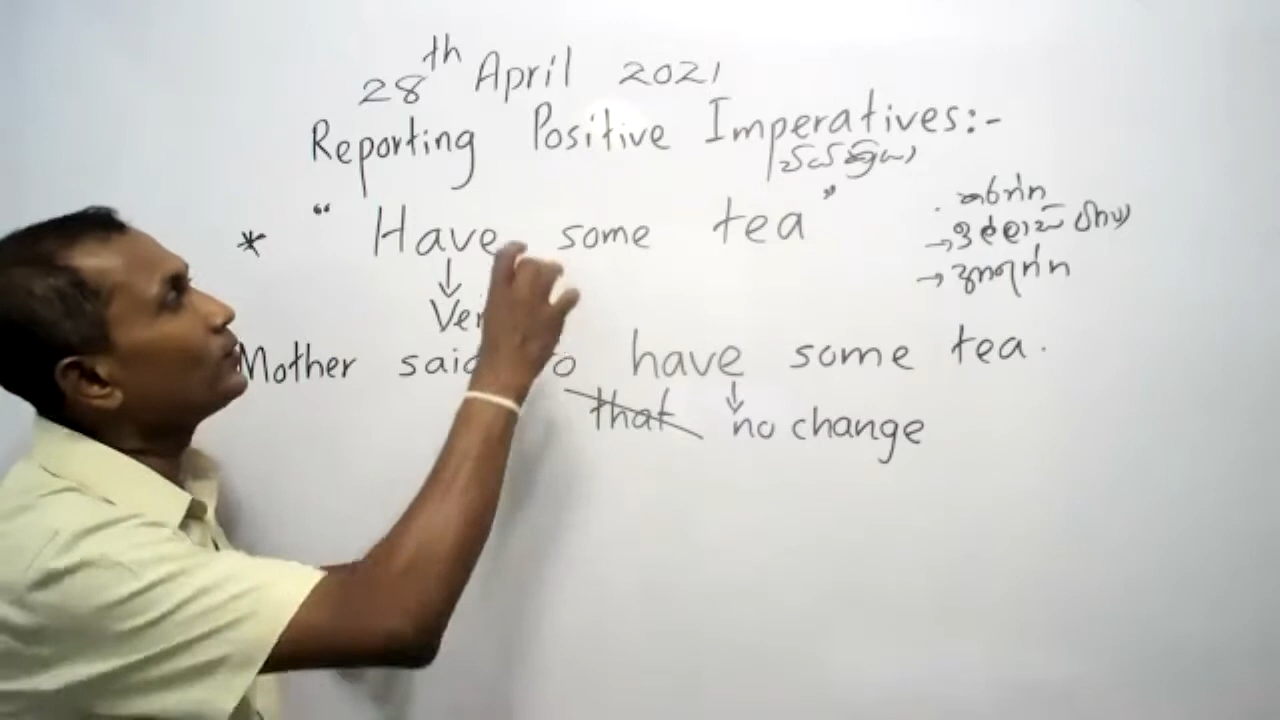 28th April 2021
Reporting Positive Imperatives:-
* "Have some tea"
Mother said to have some tea.
that no change